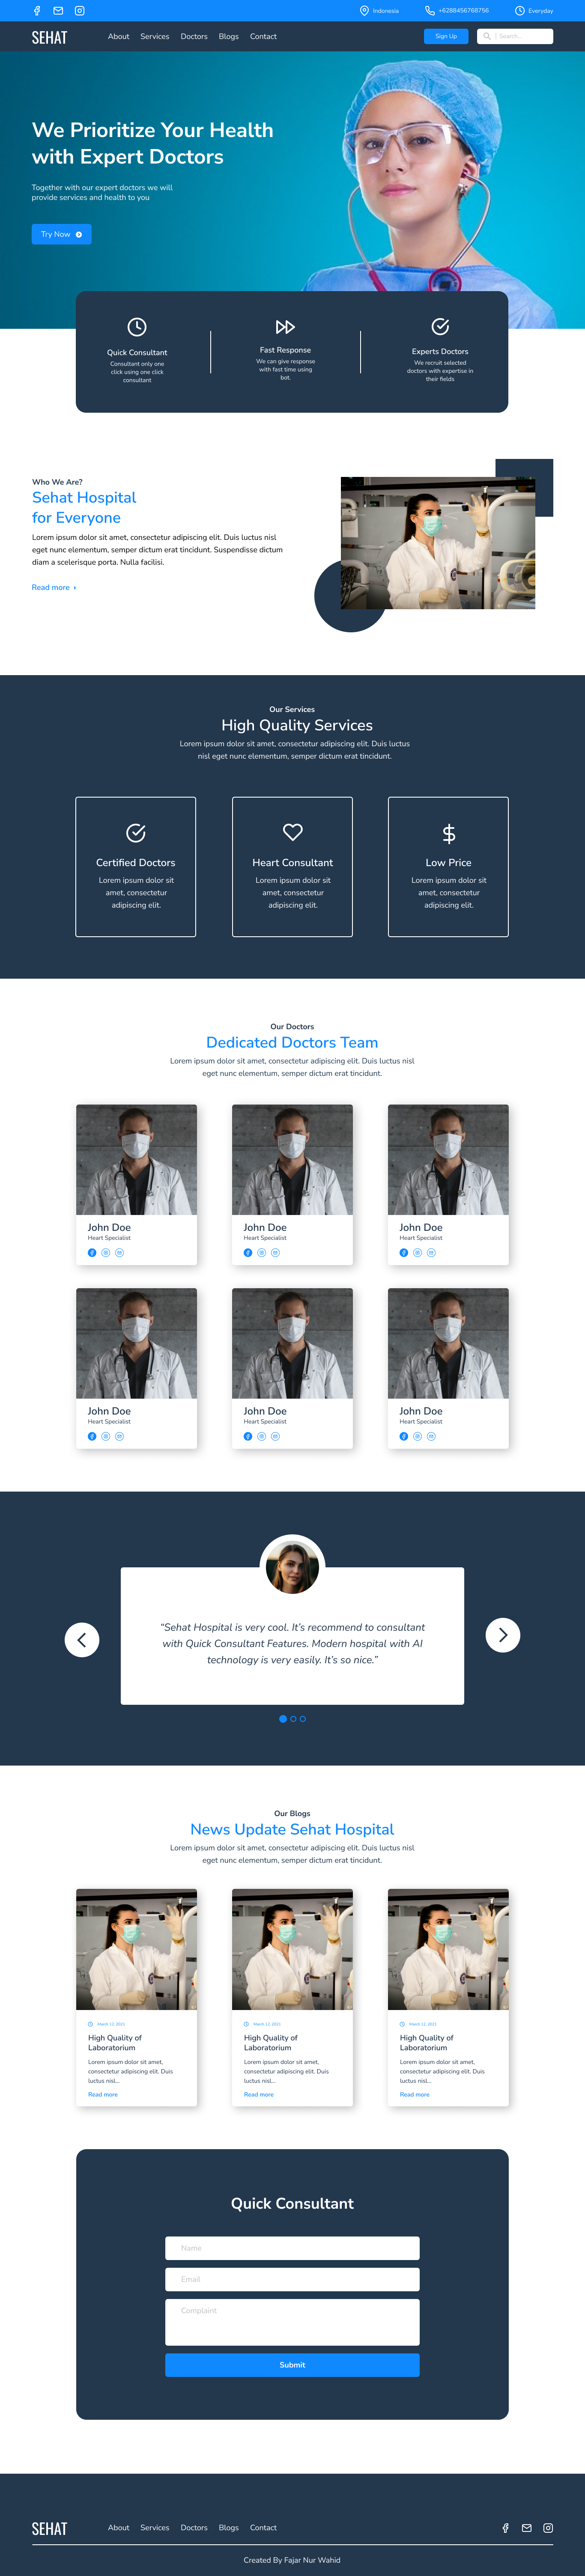 Indonesia +6288456768756 Everyday
SEHAT About Services Doctors Blogs Contact Sign Up Search...
We Prioritize Your Health
with Expert Doctors
Together with our expert doctors we will
provide services and health to you
Try Now
Quick Consultant
Consultant only one
click using one click
consultant
Fast Response
We can give response
with fast time using
bot.
Experts Doctors
We recruit selected
doctors with expertise in
their fields
Who We Are?
Sehat Hospital
for Everyone
Lorem ipsum dolor sit amet, consectetur adipiscing elit. Duis luctus nisl
eget nunc elementum, semper dictum erat tincidunt. Suspendisse dictum
diam a scelerisque porta. Nulla facilisi.
Read more
Our Services
High Quality Services
Lorem ipsum dolor sit amet, consectetur adipiscing elit. Duis luctus
nisl eget nunc elementum, semper dictum erat tincidunt.
Certified Doctors
Lorem ipsum dolor sit
amet, consectetur
adipiscing elit.
Heart Consultant
Lorem ipsum dolor sit
amet, consectetur
adipiscing elit.
Low Price
Lorem ipsum dolor sit
amet, consectetur
adipiscing elit.
Our Doctors
Dedicated Doctors Team
Lorem ipsum dolor sit amet, consectetur adipiscing elit. Duis luctus nisl
eget nunc elementum, semper dictum erat tincidunt.
John Doe
Heart Specialist
John Doe
Heart Specialist
John Doe
Heart Specialist
John Doe
Heart Specialist
John Doe
Heart Specialist
John Doe
Heart Specialist
“Sehat Hospital is very cool. It’s recommend to consultant
with Quick Consultant Features. Modern hospital with AI
technology is very easily. It’s so nice.”
Our Blogs
News Update Sehat Hospital
Lorem ipsum dolor sit amet, consectetur adipiscing elit. Duis luctus nisl
eget nunc elementum, semper dictum erat tincidunt.
March 12, 2021
High Quality of
Laboratorium
Lorem ipsum dolor sit amet,
consectetur adipiscing elit. Duis
luctus nisl...
Read more
March 12, 2021
High Quality of
Laboratorium
Lorem ipsum dolor sit amet,
consectetur adipiscing elit. Duis
luctus nisl...
Read more
March 12, 2021
High Quality of
Laboratorium
Lorem ipsum dolor sit amet,
consectetur adipiscing elit. Duis
luctus nisl...
Read more
Quick Consultant
Name
Email
Complaint
Submit
SEHAT About Services Doctors Blogs Contact
Created By Fajar Nur Wahid